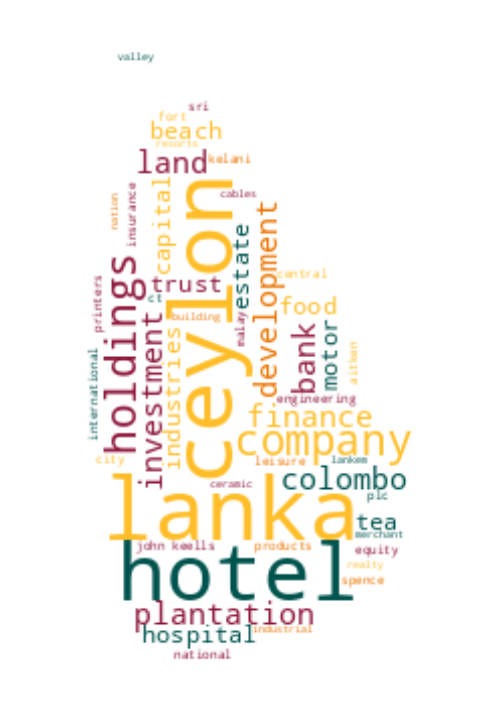 valley
sri
fort
beach
resorts
land
kelani
nation
insurance
capital
ceylon
cables
development
estate
trust
holdings
ct
central
printers
building
malay
food
investment
industries
bank
motor
aitken
international
engineering
finance
company
city
leisure
lankem
ceramic
colombo
plc
lanka
tea
merchant
john keells
products
equity
hotel
realty
spence
plantation
hospital
industrial
national